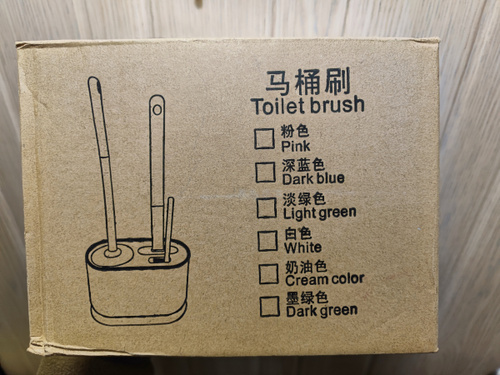 马桶刷
Toilet brush
粉色
Pink
深蓝色
Dark blue
淡绿色
Light green
白色
White
奶油色
Cream color
墨绿色
Dark green